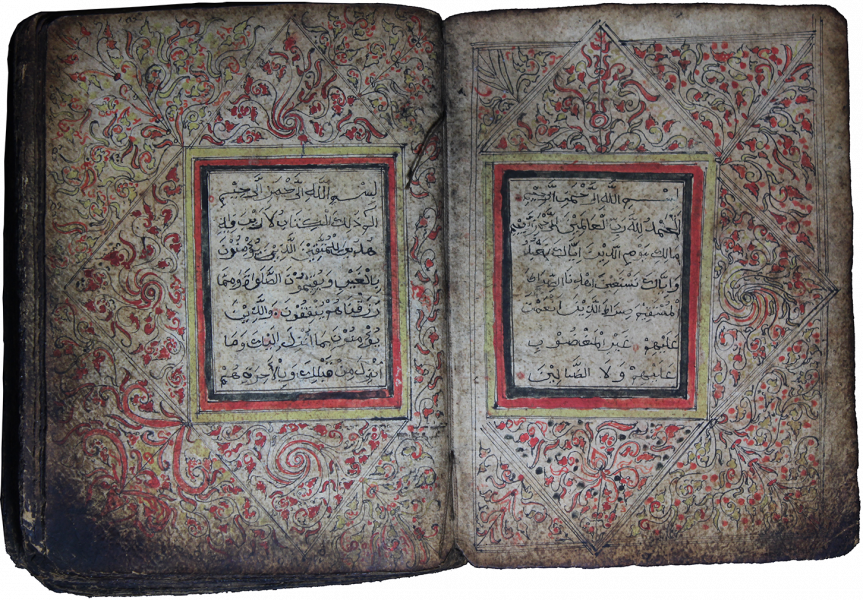 بسم الله الرحمن الرحيم
الحمد لله رب العالمين الرحمن الرحيم
مالك يوم الدين اياك نعبد
واياك نستعين اهدنا الصراط
المستقيم صراط الذين انعمت
عليهم غير المغضوب
عليهم ولا الضالين
بسم الله الرحمن الرحيم
الم ذلك الكتاب لا ريب فيه
هدى للمتقين الذين يؤمنون
بالغيب ويقيمون الصلوة ومما
رزقناهم ينفقون والذين
يؤمنون بما انزل اليك وما
انزل من قبلك وبالاخرة هم